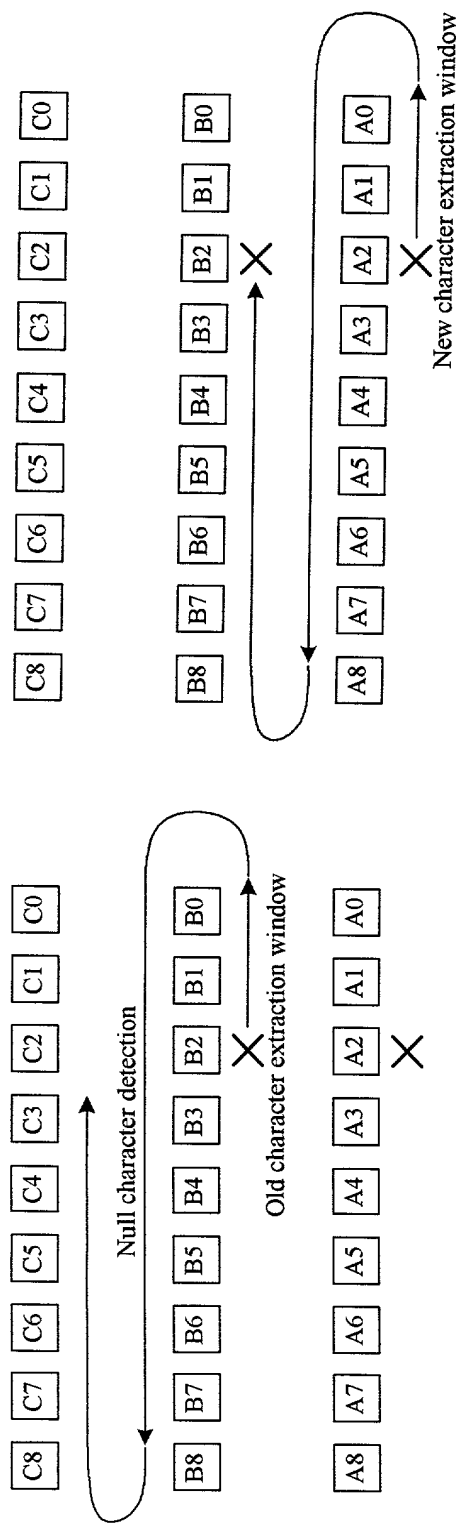 C8 C7 C6 C5 C4 C3 C2 C1 C0
Null character detection
B8 B7 B6 B5 B4 B3 B2 B1 B0
Old character extraction window
A8 A7 A6 A5 A4 A3 A2 A1 A0
C8 C7 C6 C5 C4 C3 C2 C1 C0
B8 B7 B6 B5 B4 B3 B2 B1 B0
A8 A7 A6 A5 A4 A3 A2 A1 A0
New character extraction window